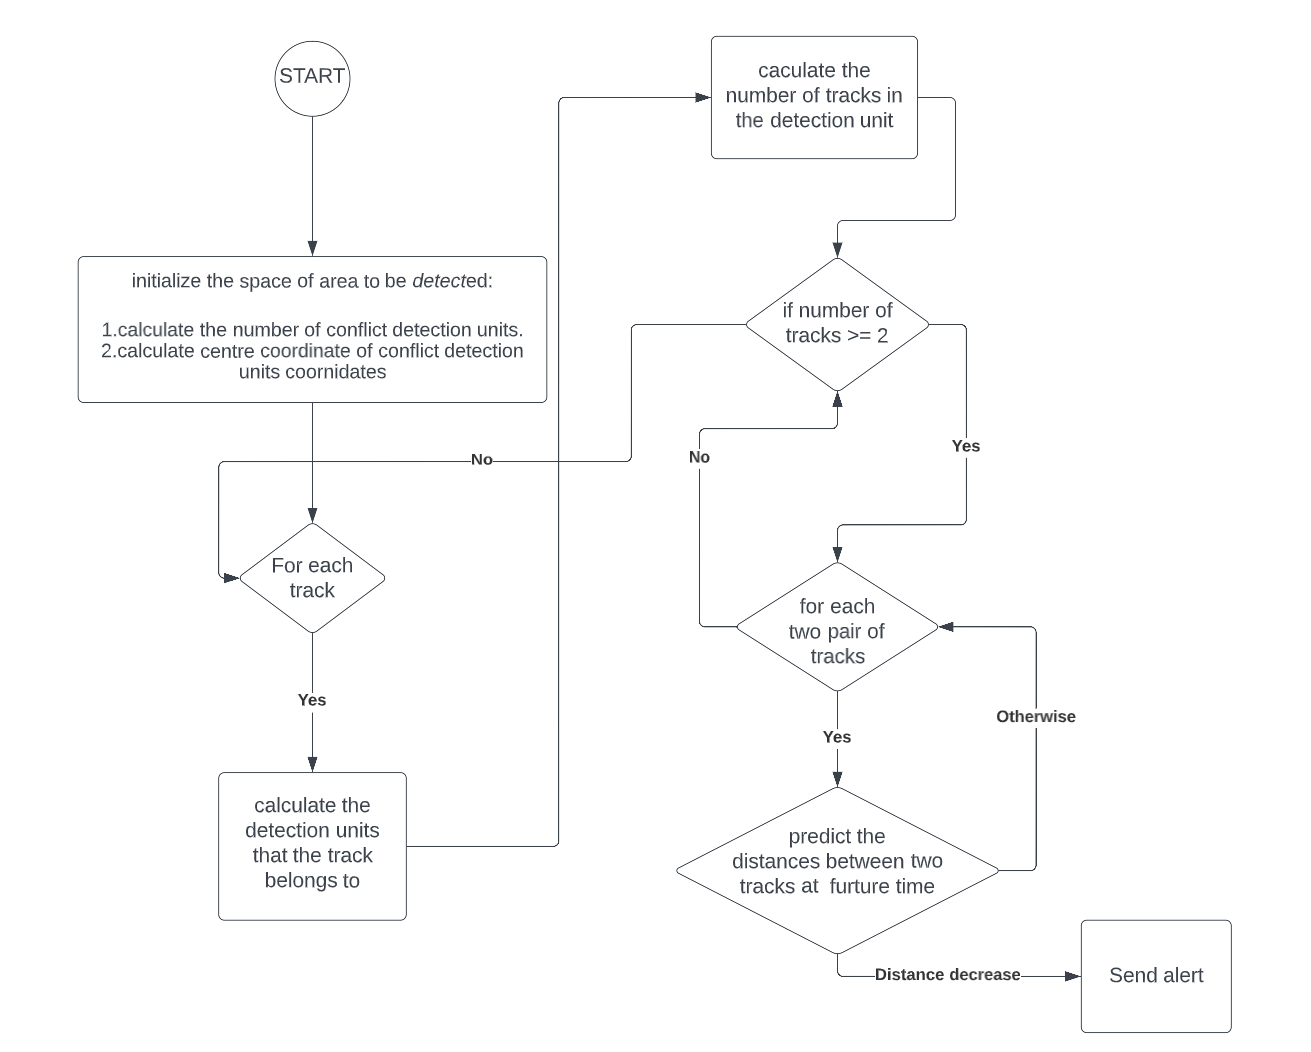 START
initialize the space of area to be detected:
1.calculate the number of conflict detection units.
2.calculate centre coordinate of conflict detection
units coornidates
No
For each
track
Yes
calculate the
detection units
that the track
belongs to
caculate the
number of tracks in
the detection unit
if number of
tracks >= 2
No
Yes
for each
two pair of
tracks
Yes
Otherwise
predict the
distances between two
tracks at  furture time
Distance decrease
Send alert